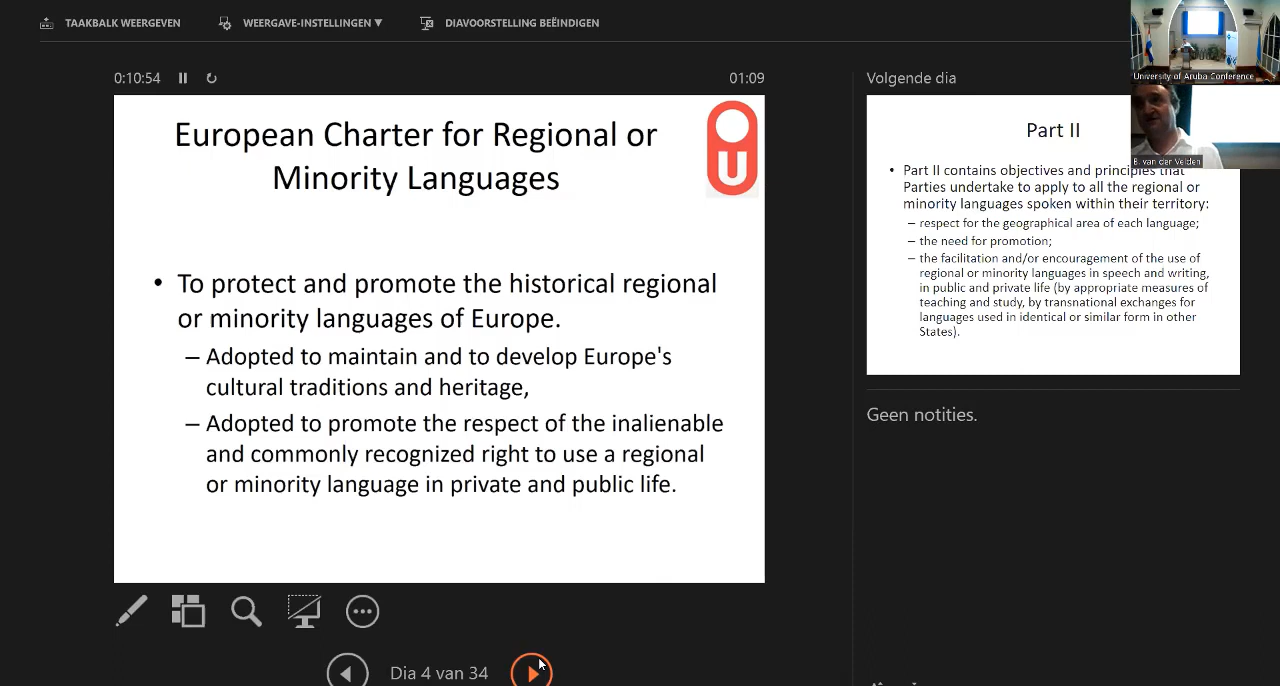 TAAKBALK WEERGEVEN
WEERGAVE-INSTELLINGEN ▼
DIAVOORSTELLING BEËINDIGEN
0:10:54
01:09
European Charter for Regional or
Minority Languages
U
• To protect and promote the historical regional
or minority languages of Europe.
– Adopted to maintain and to develop Europe's
cultural traditions and heritage,
– Adopted to promote the respect of the inalienable
and commonly recognized right to use a regional
or minority language in private and public life.
Dia 4 van 34
Volgende dia
Part II
• Part II contains objectives and principles that
Parties undertake to apply to all the regional or
minority languages spoken within their territory:
– respect for the geographical area of each language;
– the need for promotion;
– the facilitation and/or encouragement of the use of
regional or minority languages in speech and writing,
in public and private life (by appropriate measures of
teaching and study, by transnational exchanges for
languages used in identical or similar form in other
States).
Geen notities.
University of Aruba Conference
B. van der Velden